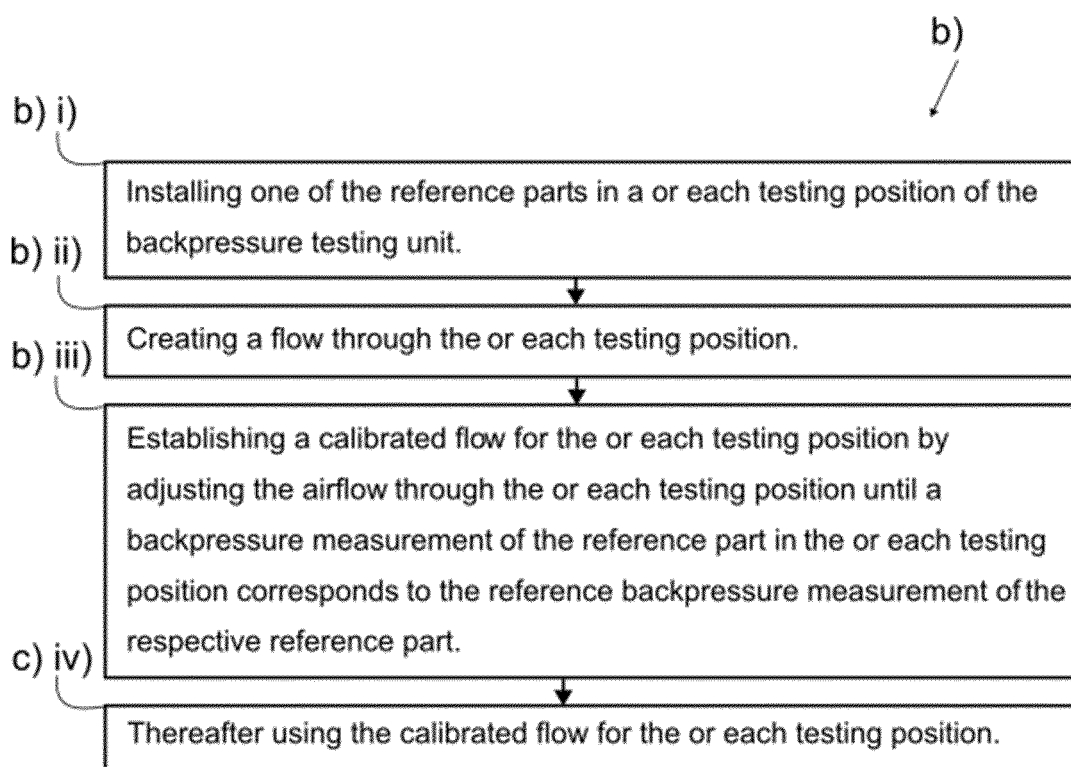 b)
b) i)
Installing one of the reference parts in a or each testing position of the
backpressure testing unit.
b) ii)
Creating a flow through the or each testing position.
b) iii)
Establishing a calibrated flow for the or each testing position by
adjusting the airflow through the or each testing position until a
backpressure measurement of the reference part in the or each testing
position corresponds to the reference backpressure measurement of the
respective reference part.
c) iv)
Thereafter using the calibrated flow for the or each testing position.